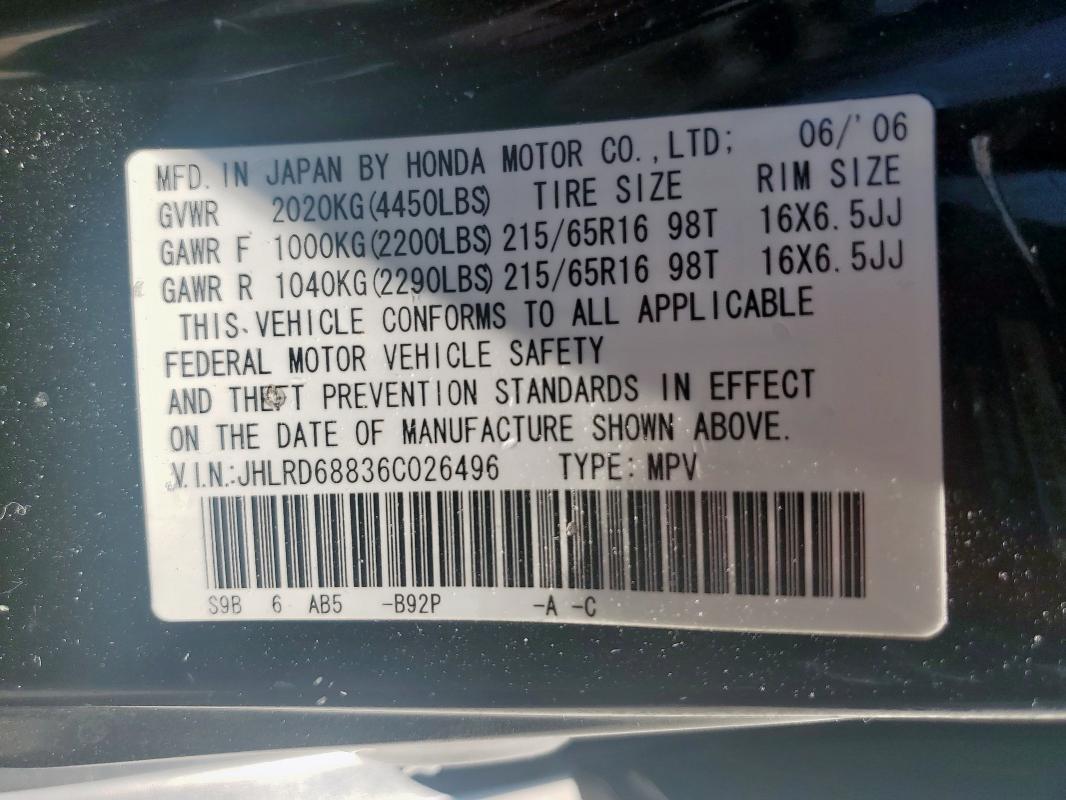 MFD. IN JAPAN BY HONDA MOTOR CO.,LTD; 06/'06
GVWR 2020KG(4450LBS) TIRE SIZE RIM SIZE
GAWR F 1000KG(2200LBS) 215/65R16 98T 16X6.5JJ
GAWR R 1040KG(2290LBS) 215/65R16 98T 16X6.5JJ
THIS VEHICLE CONFORMS TO ALL APPLICABLE
FEDERAL MOTOR VEHICLE SAFETY
AND THEFT PREVENTION STANDARDS IN EFFECT
ON THE DATE OF MANUFACTURE SHOWN ABOVE.
V.I.N.:JHLRD68836C026496 TYPE: MPV
S9B 6 AB5 -B92P -A -C